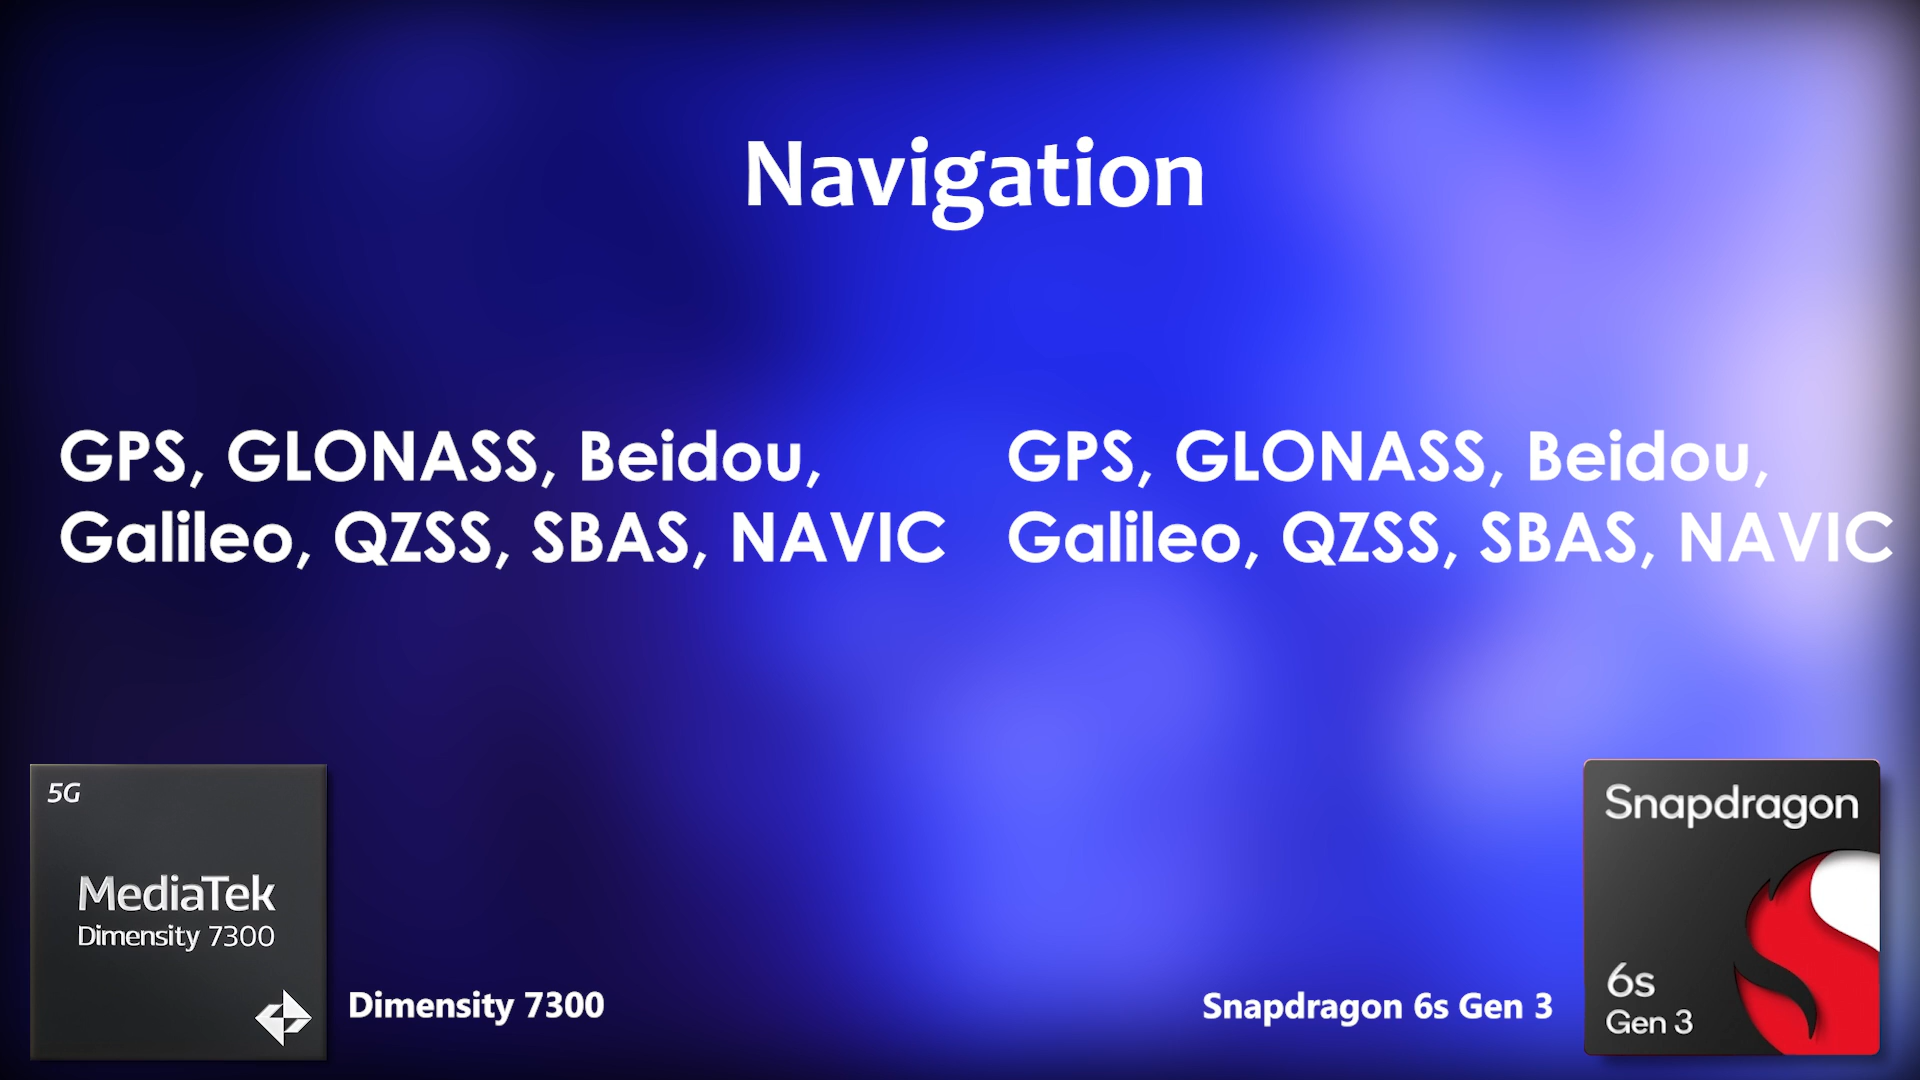 Navigation
GPS, GLONASS, Beidou,
Galileo, QZSS, SBAS, NAVIC
GPS, GLONASS, Beidou,
Galileo, QZSS, SBAS, NAVIC
5G
MediaTek
Dimensity 7300
Dimensity 7300
Snapdragon 6s Gen 3
Snapdragon
6s
Gen 3